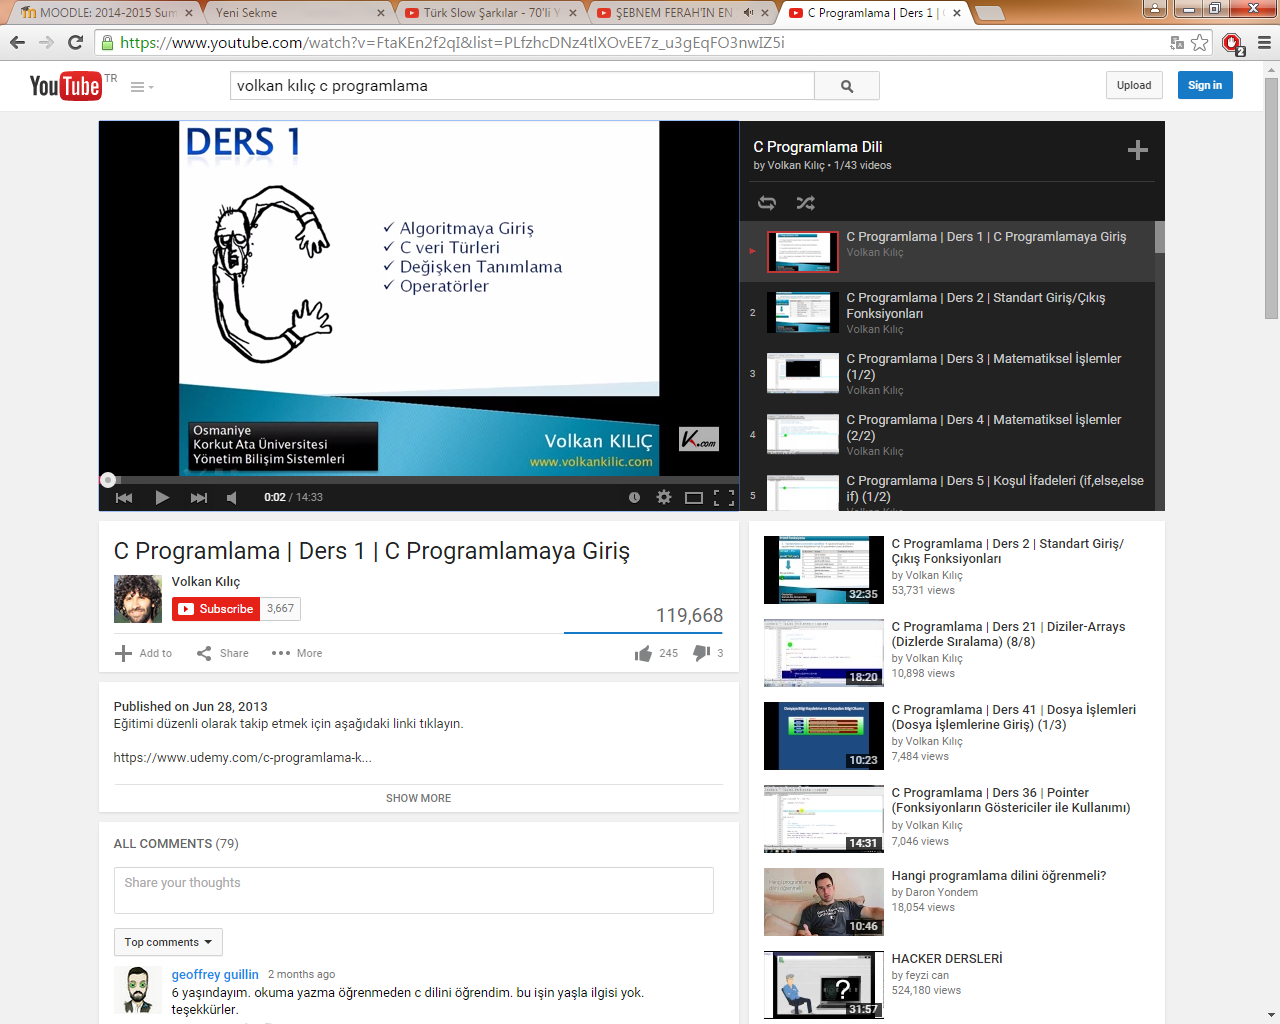 MOODLE: 2014-2015 Sum
Yeni Sekme
Türk Slow Şarkılar - 70'li Y
ŞEBNEM FERAH'IN EN
C Programlama | Ders 1 |
https://www.youtube.com/watch?v=FtaKEn2f2qI&list=PLfzhcDNz4tlXOvEE7z_u3gEqFO3nwIZ5i
2
YouTube TR
volkan kılıç c programlama
Upload
Sign in
DERS 1
✓ Algoritmaya Giriş
✓ C veri Türleri
✓ Değişken Tanımlama
✓ Operatörler
Osmaniye
Korkut Ata Üniversitesi
Yönetim Bilişim Sistemleri
Volkan KILIÇ
www.volkankilic.com
K.com
0:02 / 14:33
C Programlama Dili
by Volkan Kılıç • 1/43 videos
C Programlama | Ders 1 | C Programlamaya Giriş
Volkan Kılıç
2
C Programlama | Ders 2 | Standart Giriş/Çıkış
Fonksiyonları
Volkan Kılıç
3
C Programlama | Ders 3 | Matematiksel İşlemler
(1/2)
Volkan Kılıç
4
C Programlama | Ders 4 | Matematiksel İşlemler
(2/2)
Volkan Kılıç
5
C Programlama | Ders 5 | Koşul İfadeleri (if,else,else
if) (1/2)
C Programlama | Ders 1 | C Programlamaya Giriş
Volkan Kılıç
Subscribe 3,667
119,668
Add to
Share
More
245
3
Published on Jun 28, 2013
Eğitimi düzenli olarak takip etmek için aşağıdaki linki tıklayın.
https://www.udemy.com/c-programlama-k...
SHOW MORE
ALL COMMENTS (79)
Share your thoughts
Top comments
geoffrey guillin 2 months ago
6 yaşındayım. okuma yazma öğrenmeden c dilini öğrendim. bu işin yaşla ilgisi yok.
teşekkürler.
32:35
C Programlama | Ders 2 | Standart Giriş/
Çıkış Fonksiyonları
by Volkan Kılıç
53,731 views
18:20
C Programlama | Ders 21 | Diziler-Arrays
(Dizlerde Sıralama) (8/8)
by Volkan Kılıç
10,898 views
10:23
C Programlama | Ders 41 | Dosya İşlemleri
(Dosya İşlemlerine Giriş) (1/3)
by Volkan Kılıç
7,484 views
14:31
C Programlama | Ders 36 | Pointer
(Fonksiyonların Göstericiler ile Kullanımı)
by Volkan Kılıç
7,046 views
10:46
Hangi programlama dilini öğrenmeli?
by Daron Yondem
18,054 views
?
31:57
HACKER DERSLERİ
by feyzi can
524,180 views